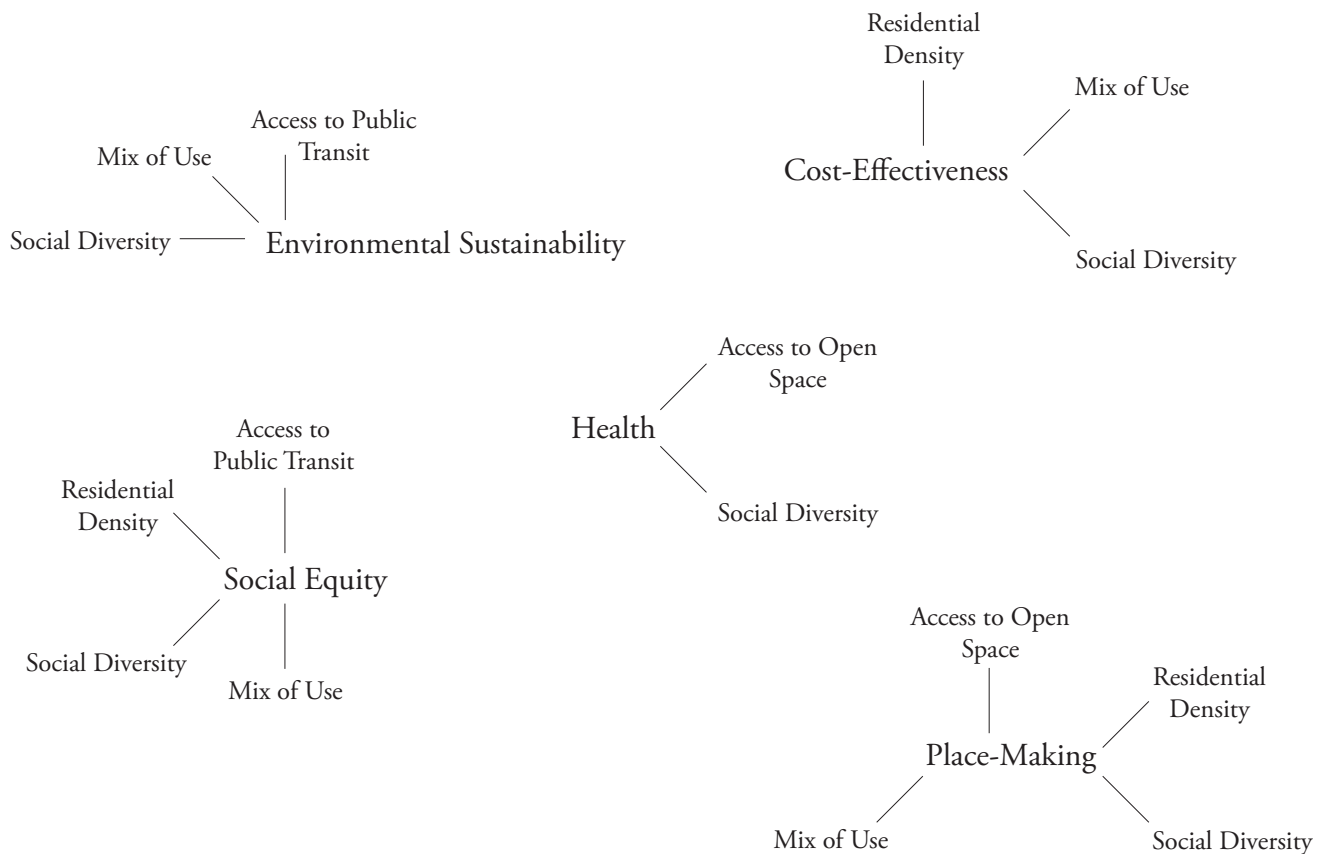 Residential
Density
Mix of Use
Cost-Effectiveness
Social Diversity
Access to Public
Transit
Mix of Use
Social Diversity
Environmental Sustainability
Access to Open
Space
Health
Social Diversity
Access to
Public Transit
Residential
Density
Social Equity
Social Diversity
Mix of Use
Access to Open
Space
Residential
Density
Place-Making
Mix of Use
Social Diversity